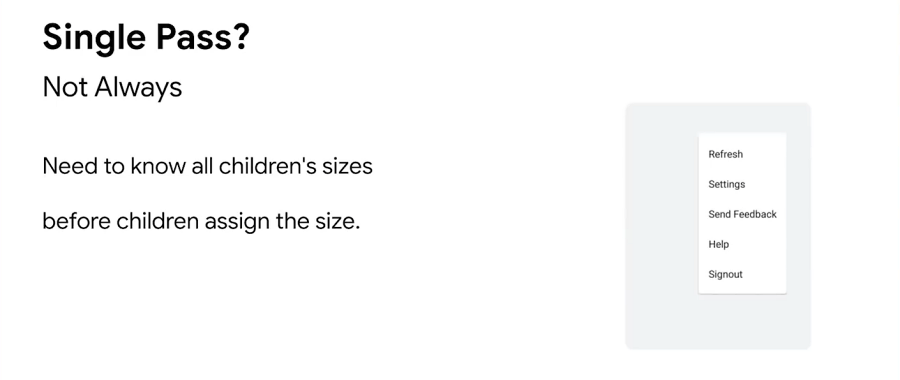 Single Pass?
Not Always
Need to know all children's sizes
before children assign the size.
Refresh
Settings
Send Feedback
Help
Signout